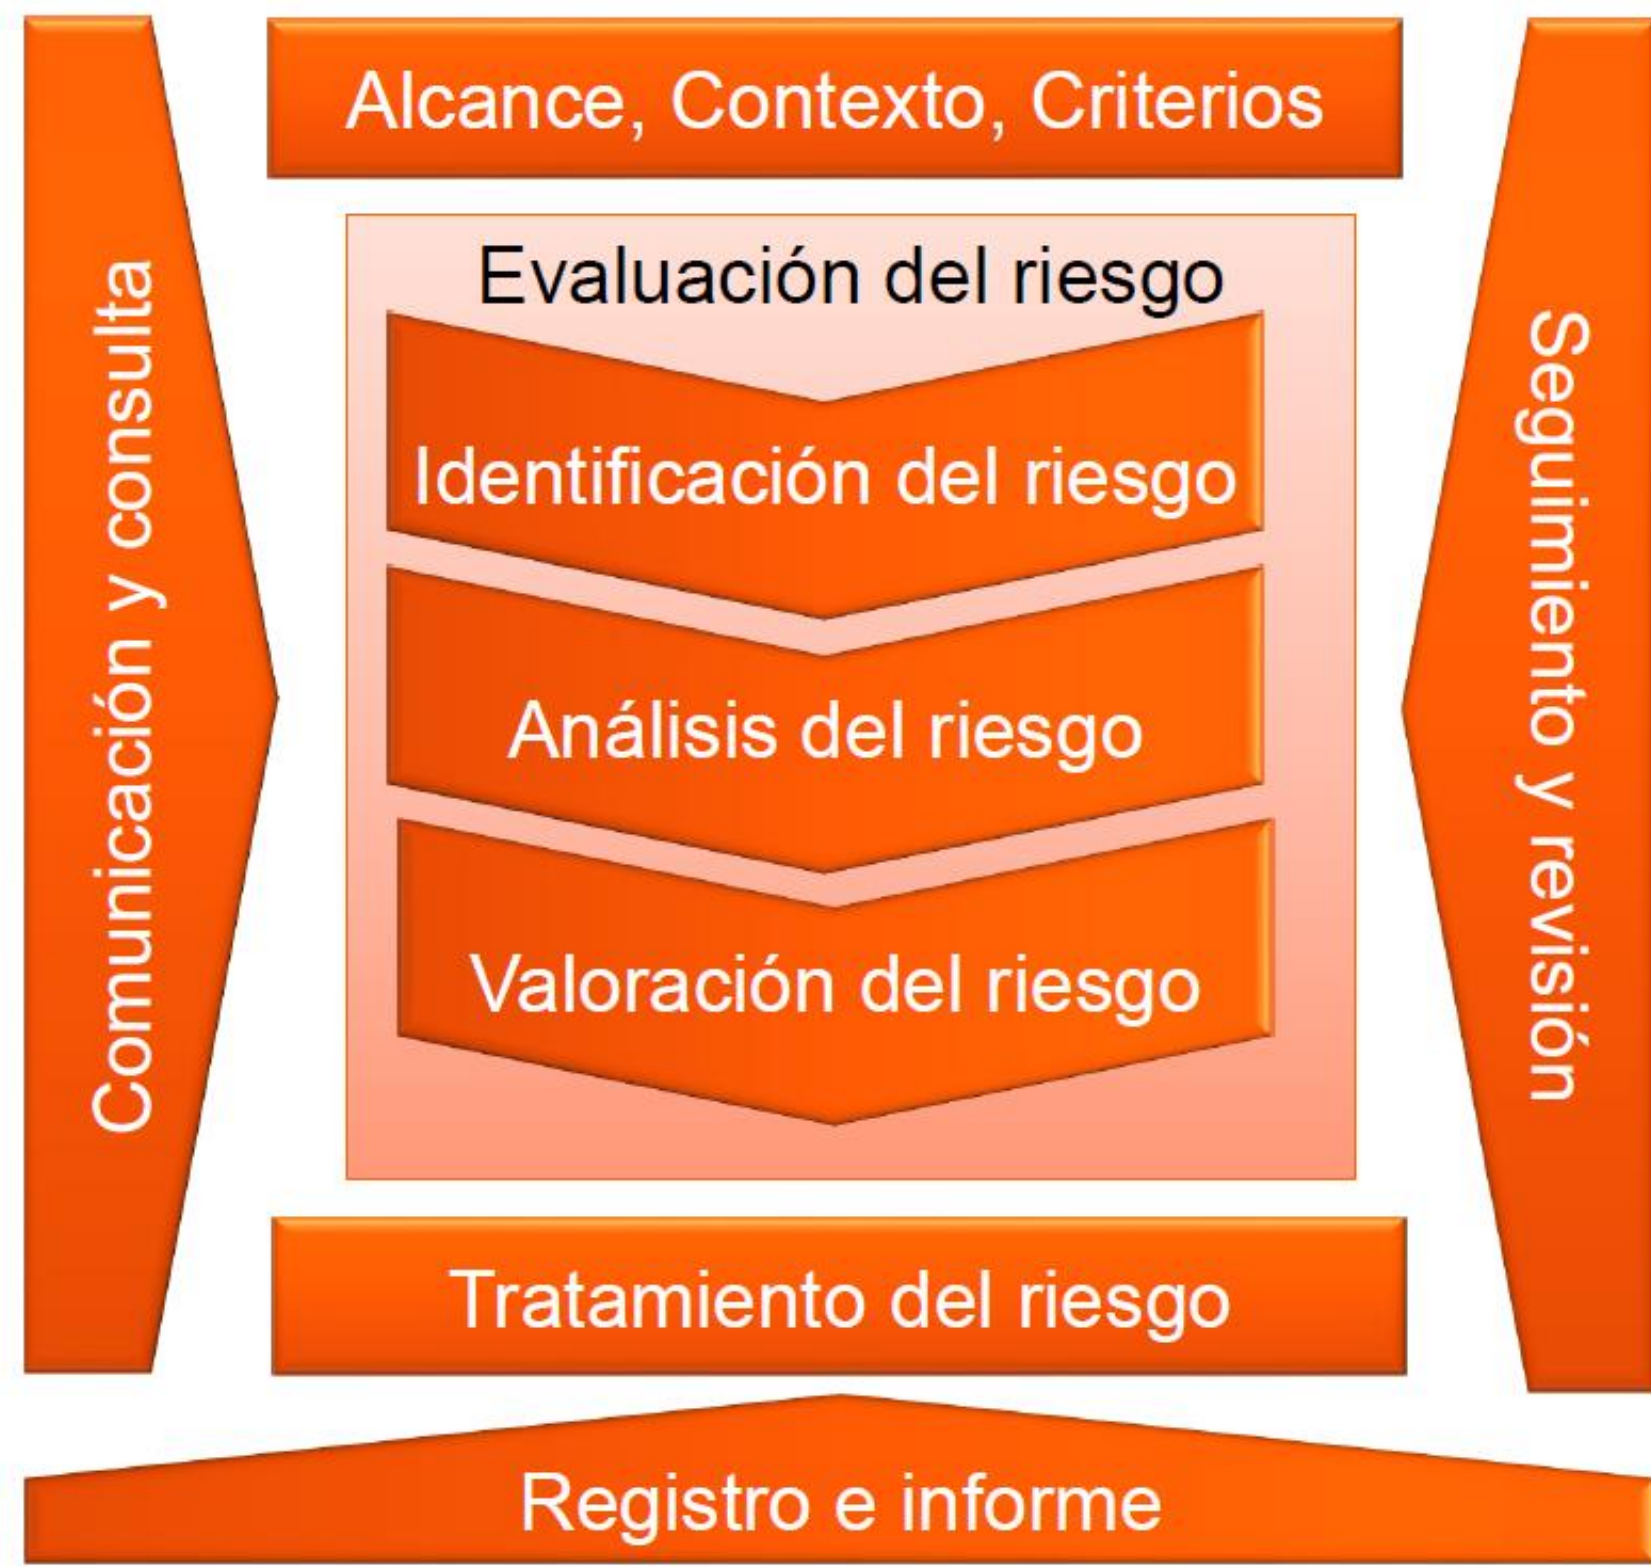 Alcance, Contexto, Criterios
Comunicación y consulta
Evaluación del riesgo
Identificación del riesgo
Análisis del riesgo
Valoración del riesgo
Seguimiento y revisión
Tratamiento del riesgo
Registro e informe